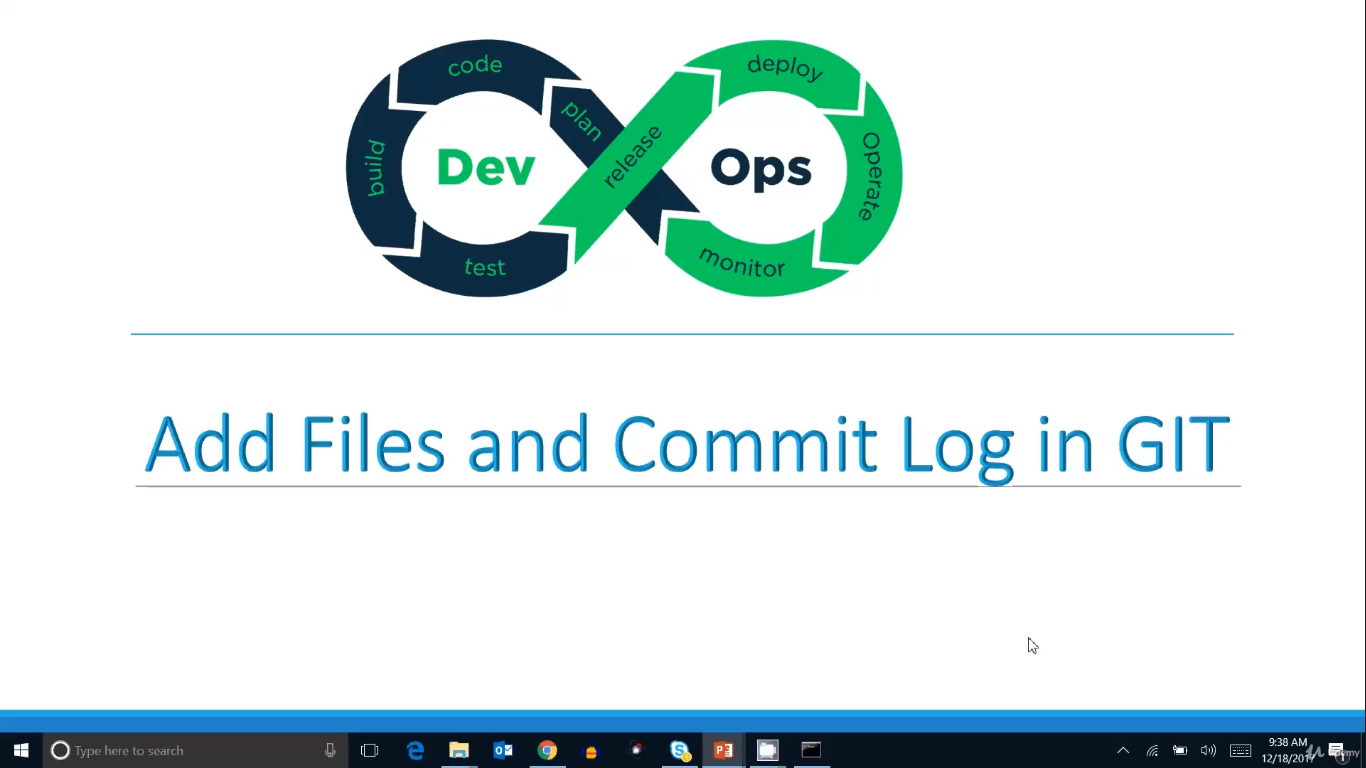 code
deploy
plan
build
Dev
release
Ops
Operate
test
monitor
Add Files and Commit Log in GIT
Type here to search
9:38 AM